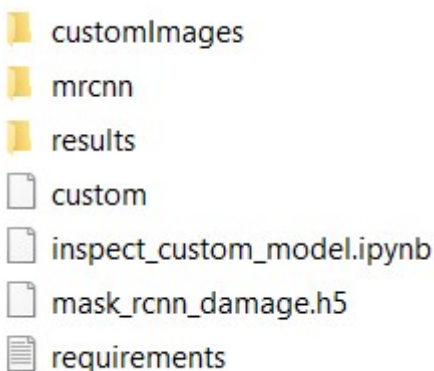 customImages
mrcnn
results
custom
inspect_custom_model.ipynb
mask_rcnn_damage.h5
requirements